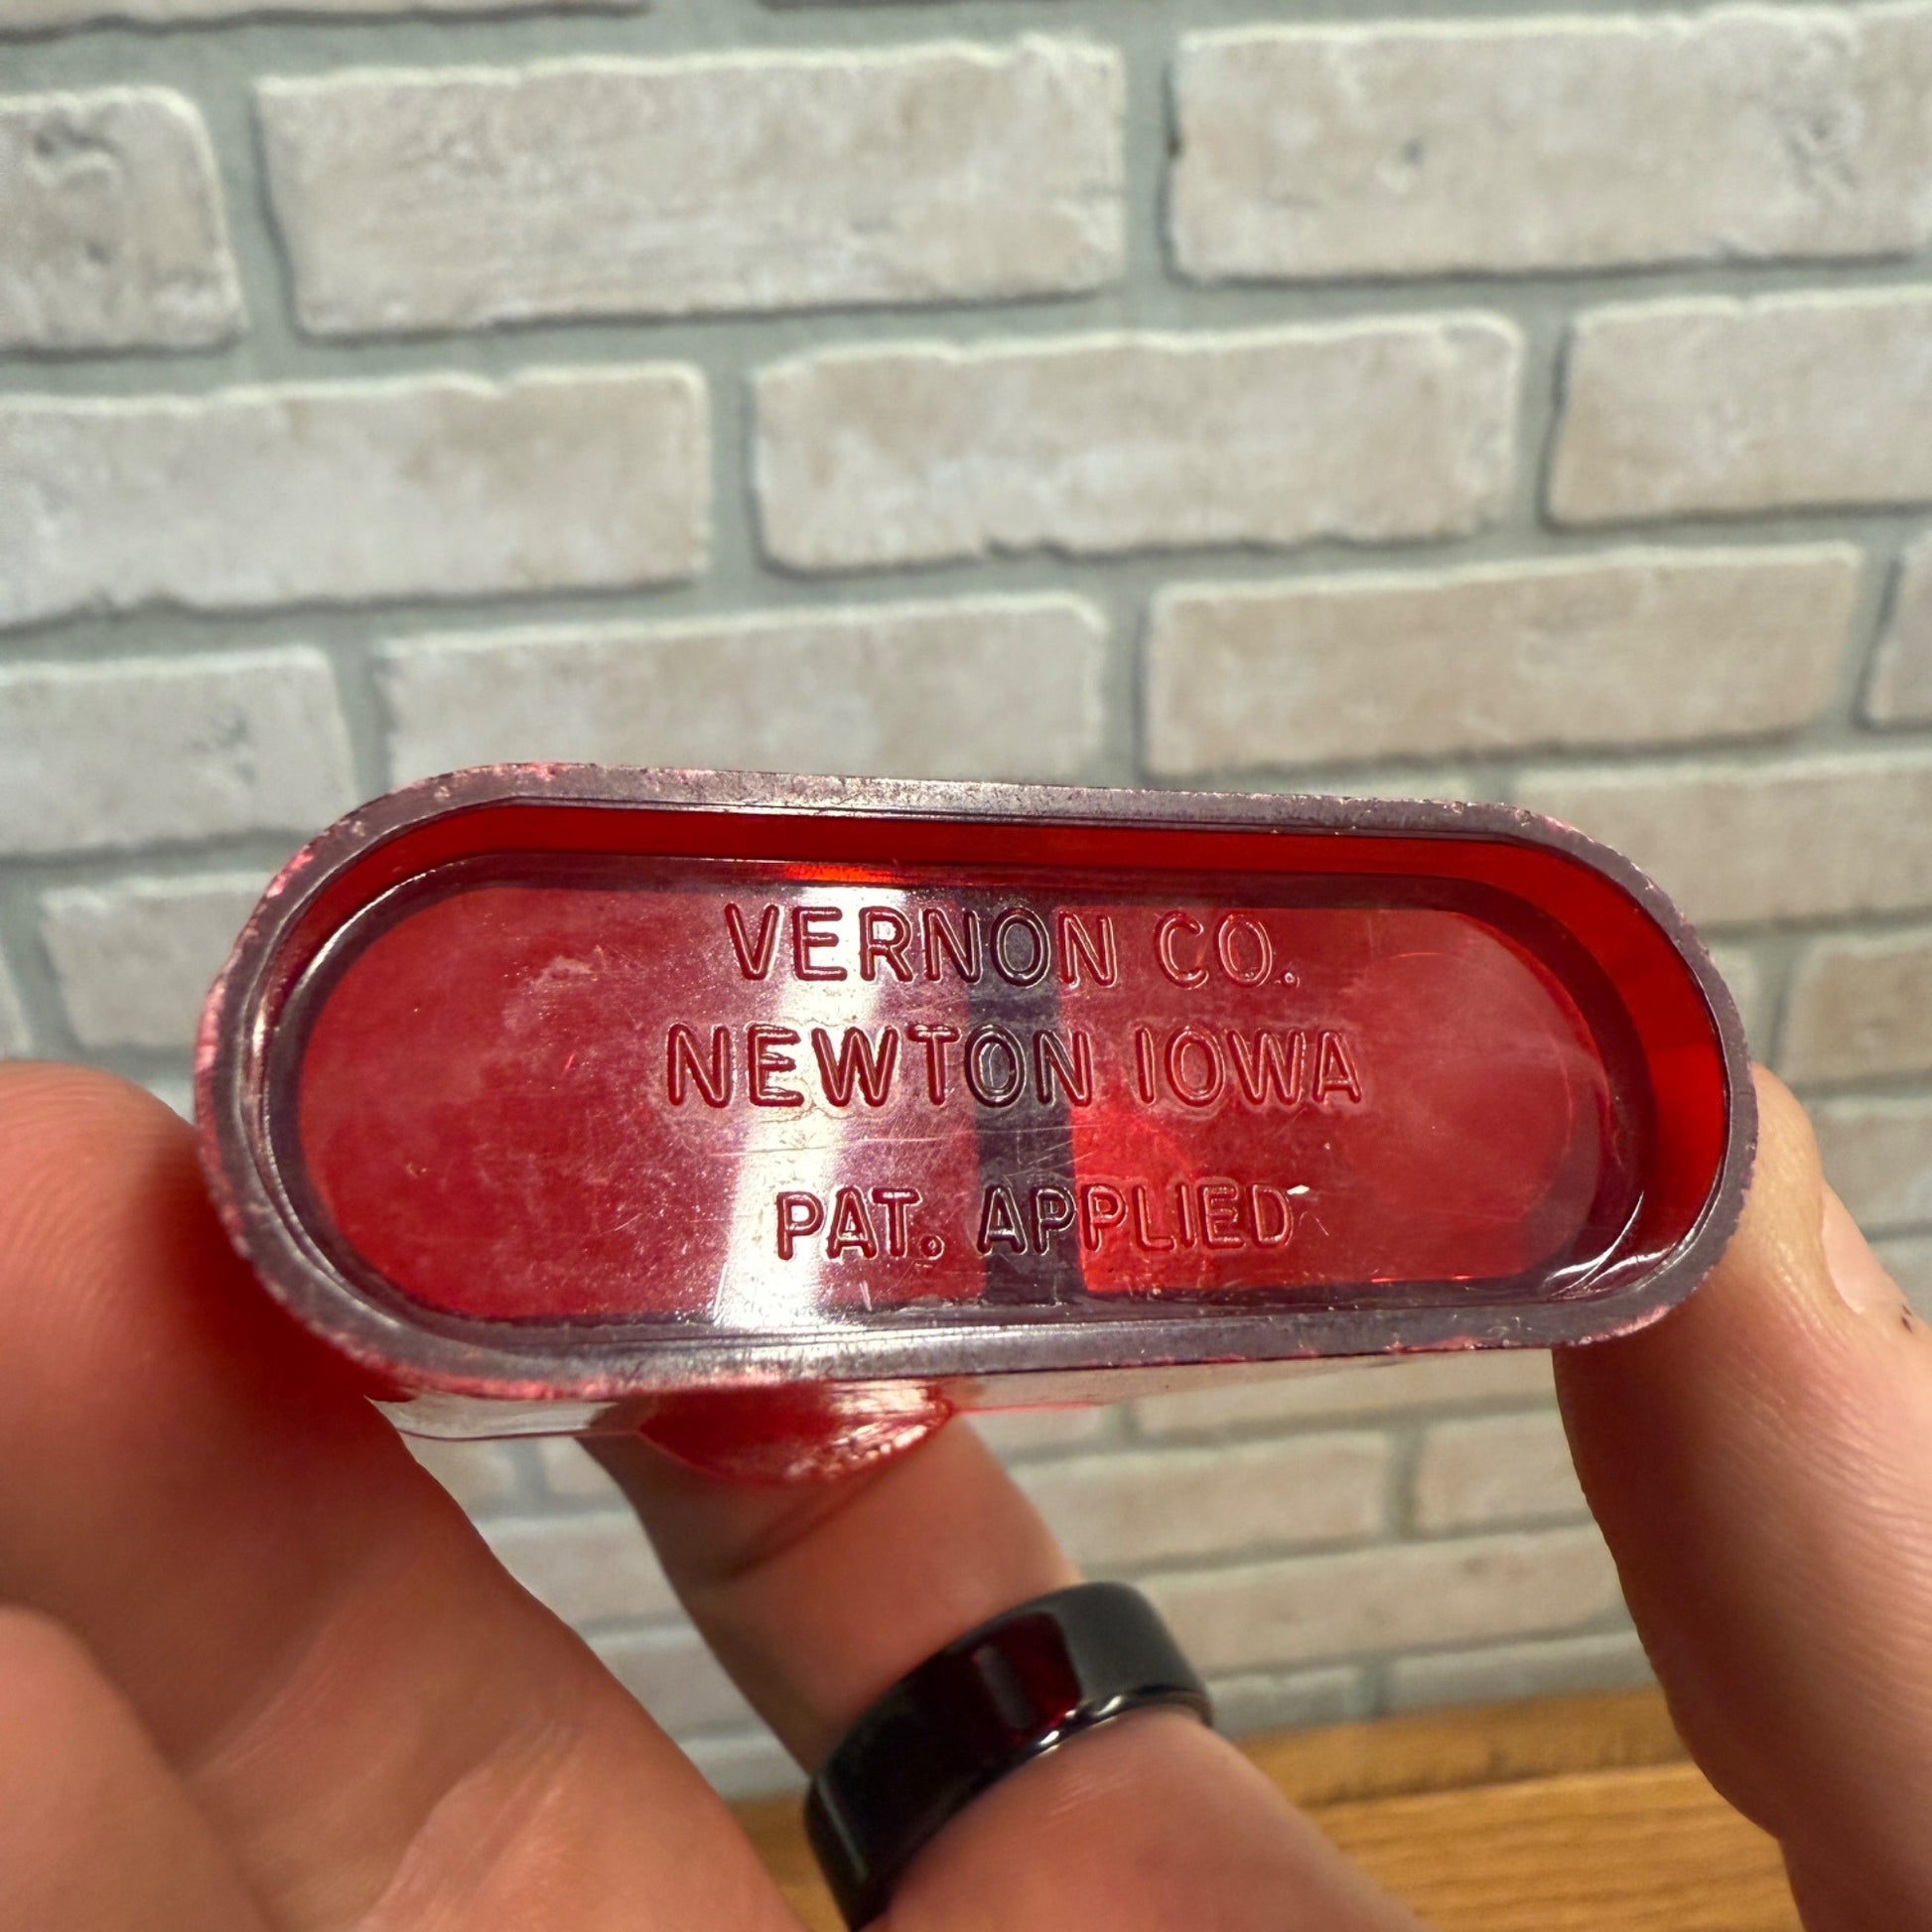 VERNON CO.
NEWTON IOWA
PAT. APPLIED